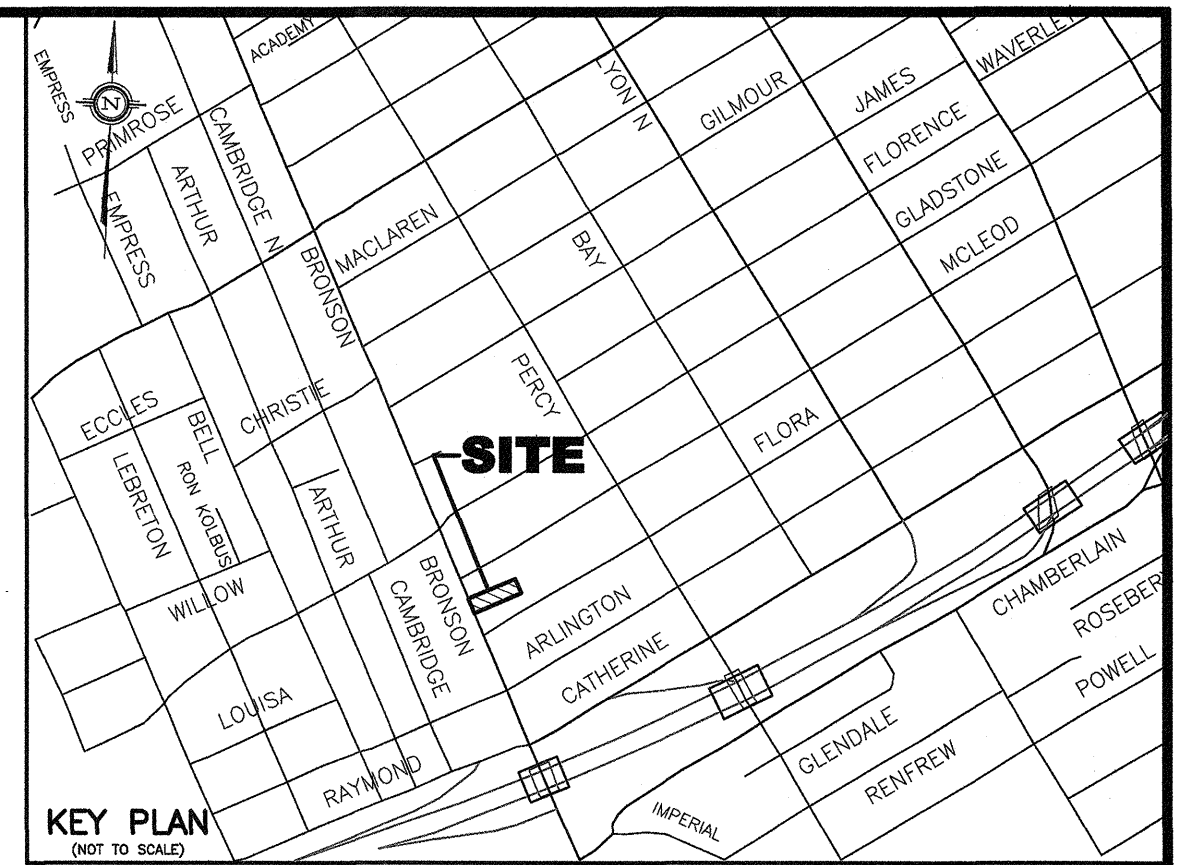 EMPRESS
N
PRIMROSE
ACADEMY
CAMBRIDGE N
ARTHUR
EMPRESS
BRONSON
MACLAREN
LYON N
GILMOUR
JAMES
WAVERLEY
FLORENCE
GLADSTONE
MCLEOD
BAY
PERCY
FLORA
ECCLES
BELL
CHRISTIE
LEBRETON
RON KOLBUS
ARTHUR
SITE
WILLOW
BRONSON
CAMBRIDGE
ARLINGTON
CATHERINE
CHAMBERLAIN
ROSEBER
POWELL
LOUISA
RAYMOND
GLENDALE
RENFREW
IMPERIAL
KEY PLAN
(NOT TO SCALE)